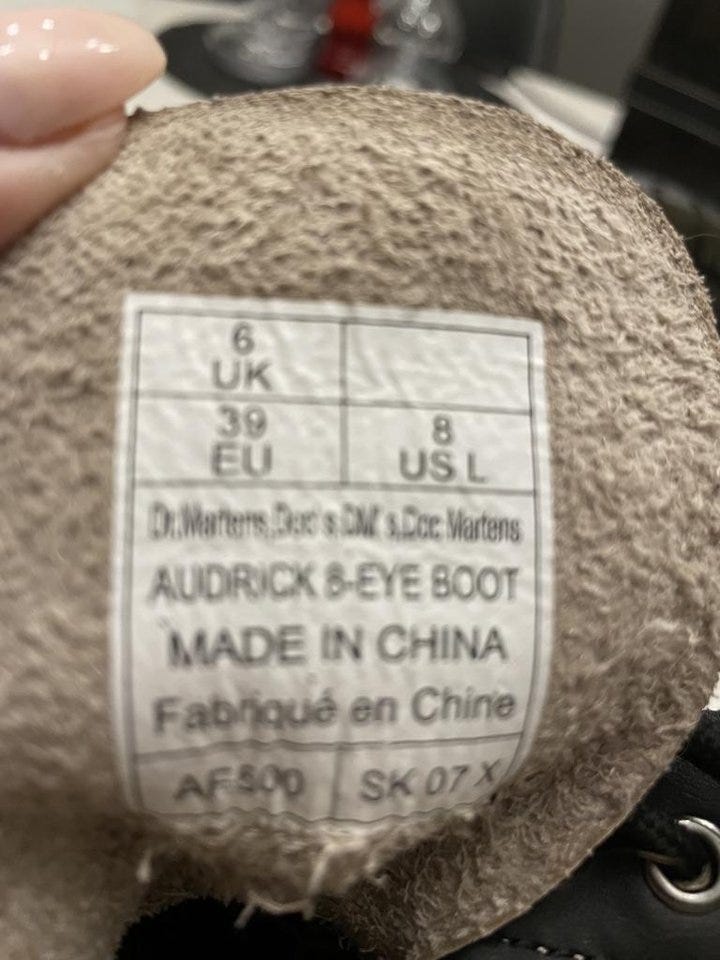 6
UK
39
EU
8
US L
Dr.Martens,Doc's,DM's,Doc Martens
AUDRICK 8-EYE BOOT
MADE IN CHINA
Fabriqué en Chine
AF500 SK 07 X